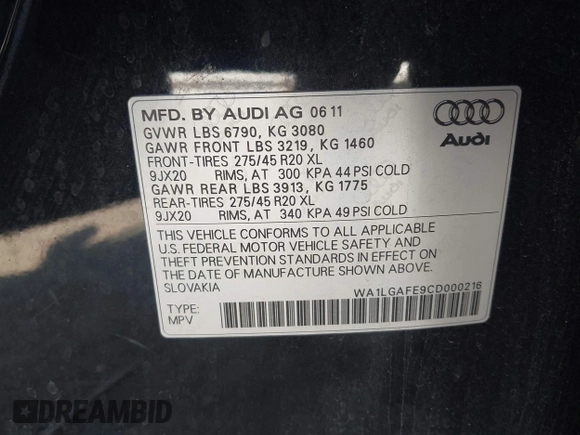 MFD. BY AUDI AG 06 11
GVWR LBS 6790, KG 3080
GAWR FRONT LBS 3219, KG 1460
FRONT-TIRES 275/45 R20 XL
9JX20 RIMS, AT 300 KPA 44 PSI COLD
GAWR REAR LBS 3913, KG 1775
REAR-TIRES 275/45 R20 XL
9JX20 RIMS, AT 340 KPA 49 PSI COLD
Audi
THIS VEHICLE CONFORMS TO ALL APPLICABLE
U.S. FEDERAL MOTOR VEHICLE SAFETY AND
THEFT PREVENTION STANDARDS IN EFFECT ON
THE DATE OF MANUFACTURE SHOWN ABOVE.
SLOVAKIA
WA1LGAFE9CD000216
TYPE:
MPV
DREAMBID